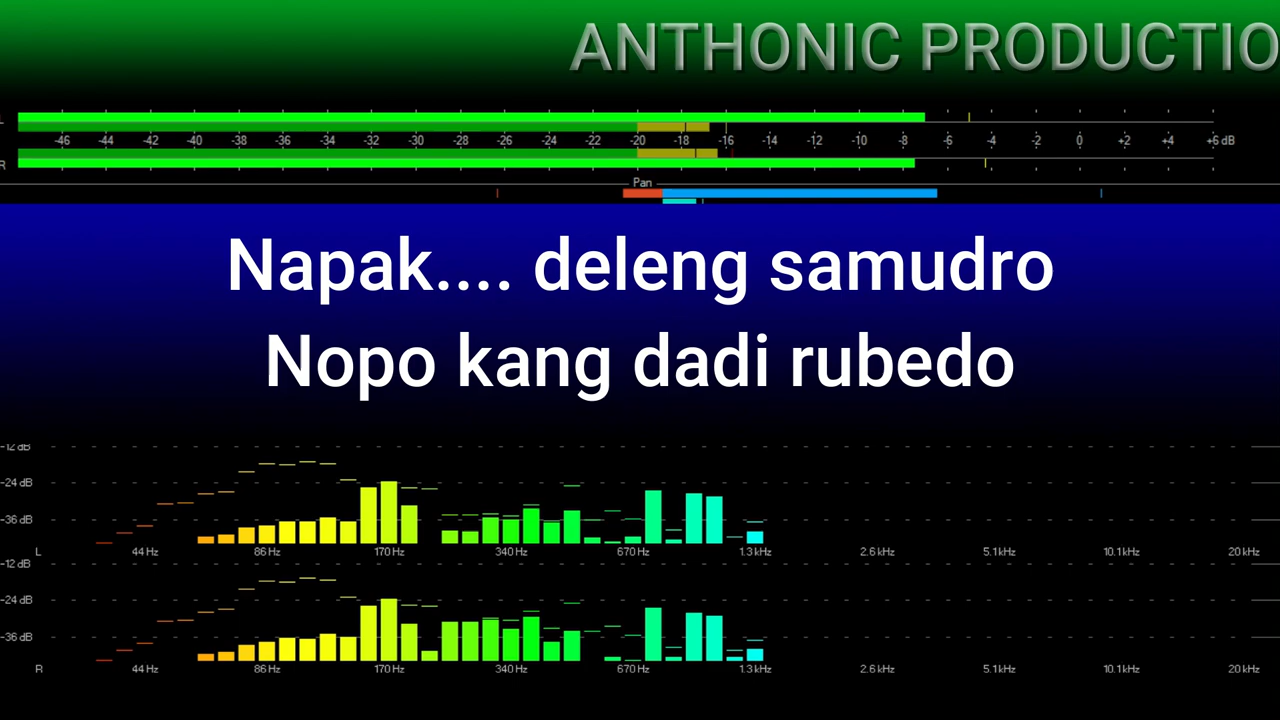 ANTHONIC PRODUCTIO
L
-46 -44 -42 -40 -38 -36 -34 -32 -30 -28 -26 -24 -22 -20 -18 -16 -14 -12 -10 -8 -6 -4 -2 0 +2 +4 +6 dB
R
Pan
Napak.... deleng samudro
Nopo kang dadi rubedo
-12 dB
-24 dB
-36 dB
L 44 Hz 86 Hz 170 Hz 340 Hz 670 Hz 1.3 kHz 2.6 kHz 5.1 kHz 10.1 kHz 20 kHz
-12 dB
-24 dB
-36 dB
R 44 Hz 86 Hz 170 Hz 340 Hz 670 Hz 1.3 kHz 2.6 kHz 5.1 kHz 10.1 kHz 20 kHz